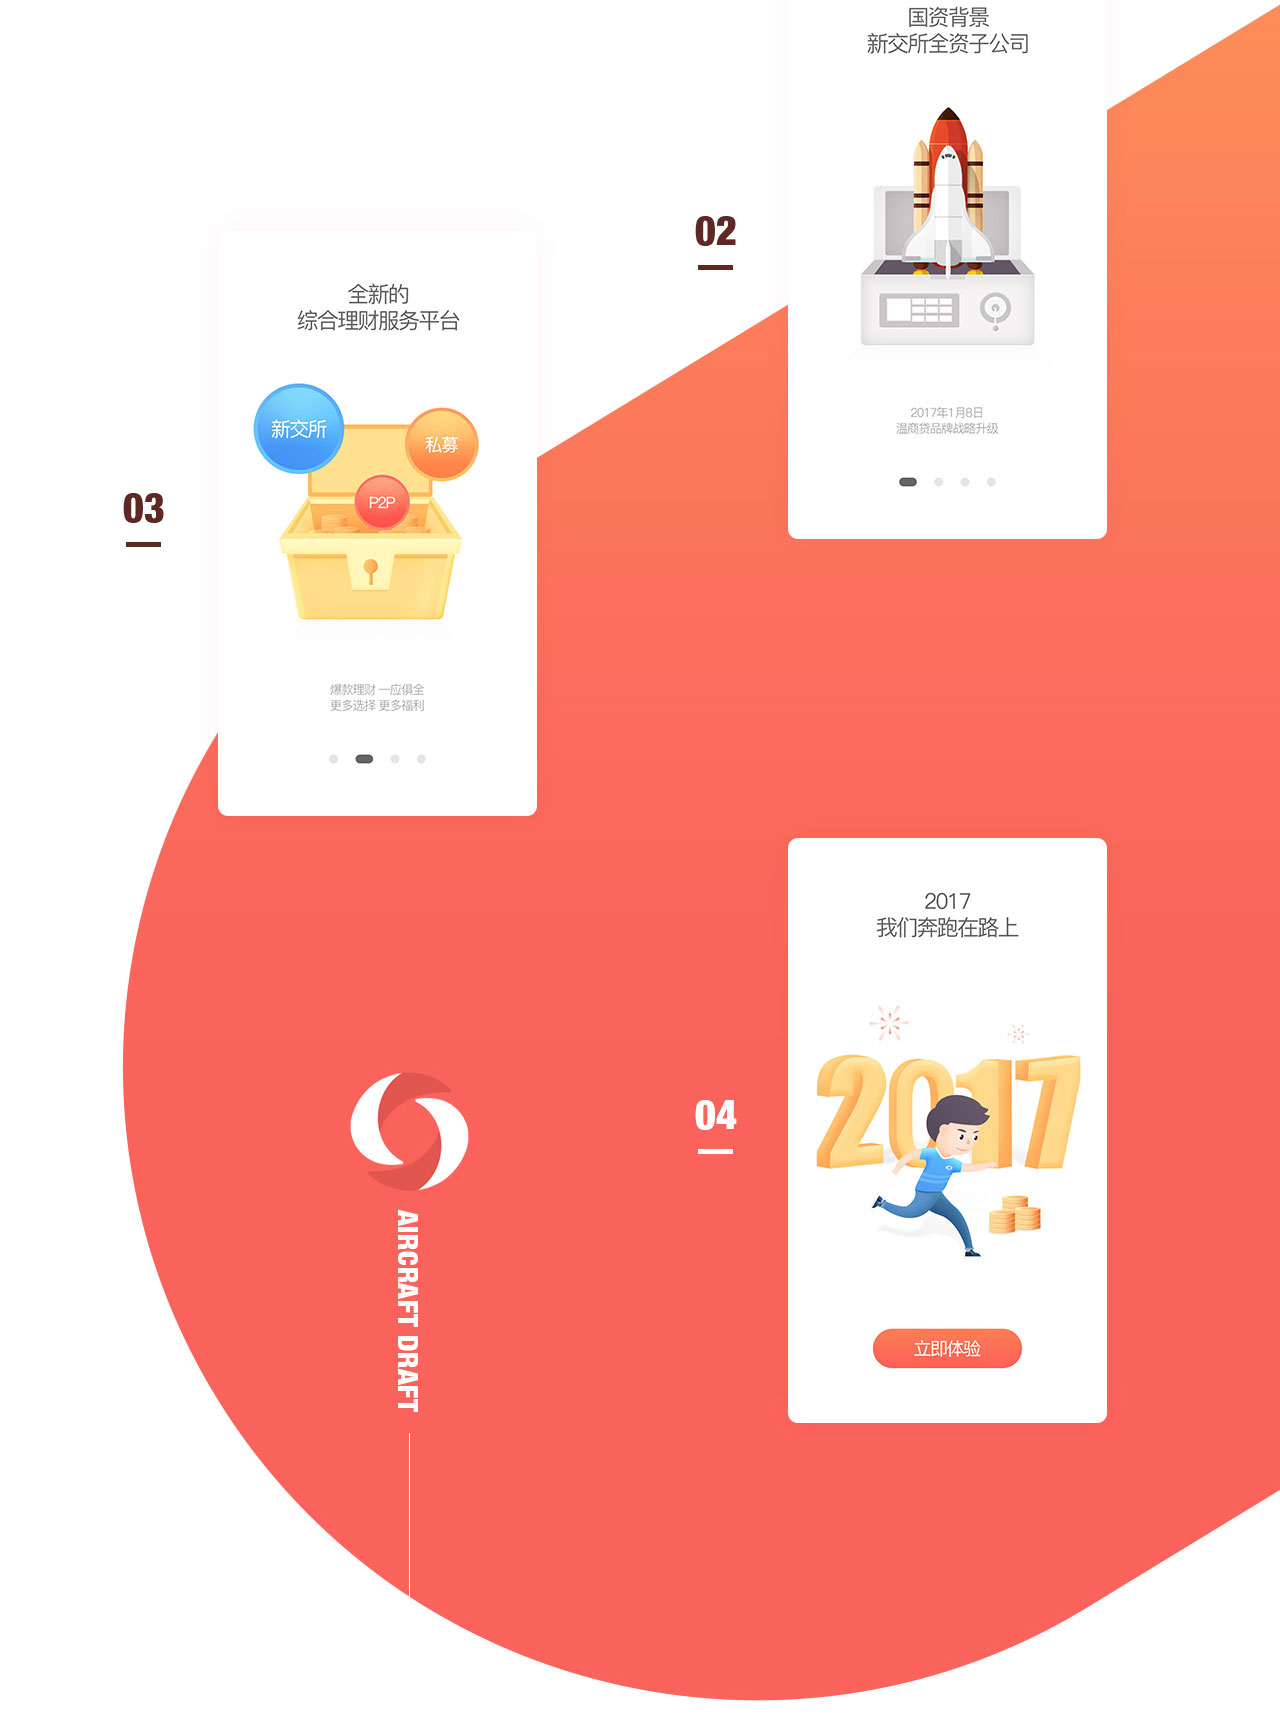 国资背景
新交所全资子公司
02
2017年1月8日
温商贷品牌战略升级
全新的
综合理财服务平台
新交所
私募
P2P
03
爆款理财 一应俱全
更多选择 更多福利
2017
我们奔跑在路上
2017
04
立即体验
AIRCRAFT DRAFT